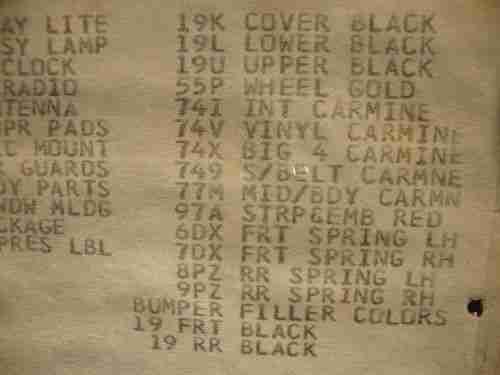 AY LITE 19K COVER BLACK
SY LAMP 19L LOWER BLACK
CLOCK 19U UPPER BLACK
RADIO 55P WHEEL GOLD
TENNA 74I INT CARMINE
MPR PADS 74V VINYL CARMINE
C MOUNT 74X BIG 4 CARMINE
GUARDS 749 S/BELT CARMNE
DY PARTS 77M MID/BDY CARMN
NDW MLDG 97A STRP&EMB RED
CKAGE 6DX FRT SPRING LH
PRES LBL 7DX FRT SPRING RH
8PZ RR SPRING LH
9PZ RR SPRING RH
BUMPER FILLER COLORS
19 FRT BLACK
19 RR BLACK